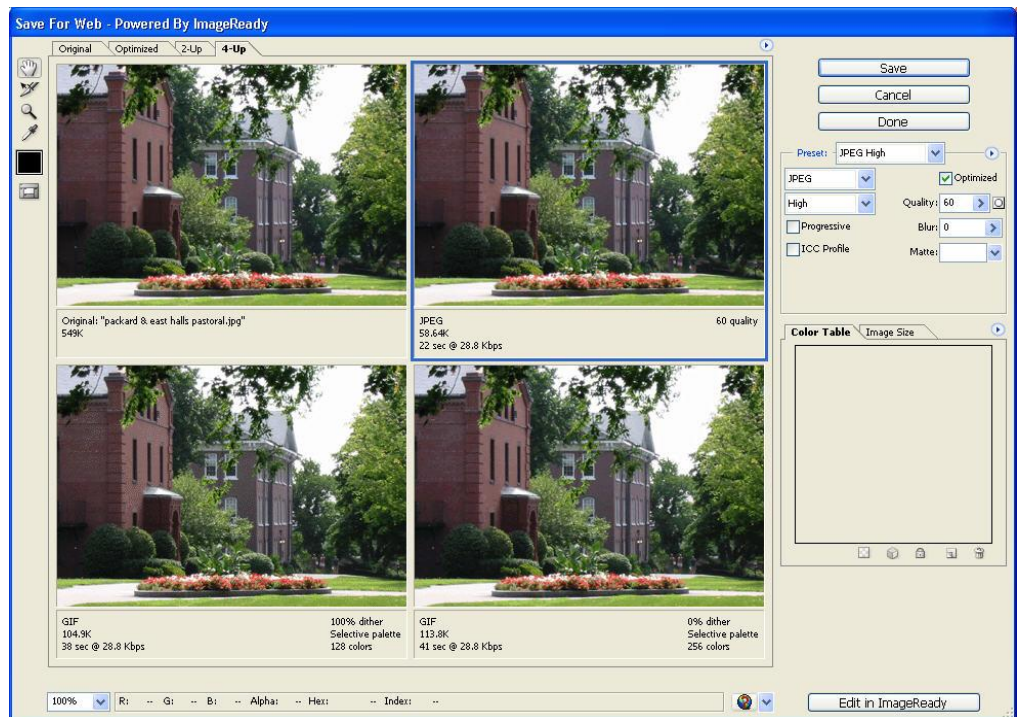 Save For Web - Powered By ImageReady
Original
Optimized
2-Up
4-Up
Original: "packard & east halls pastoral.jpg"
549K
JPEG
60 quality
58.64K
22 sec @ 28.8 Kbps
GIF
100% dither
104.9K
Selective palette
38 sec @ 28.8 Kbps
128 colors
GIF
0% dither
113.8K
Selective palette
41 sec @ 28.8 Kbps
256 colors
Save
Cancel
Done
Preset: JPEG High
JPEG
Optimized
High
Quality: 60
Progressive
Blur: 0
ICC Profile
Matte:
Color Table
Image Size
100%
R: -- G: -- B: -- Alpha: -- Hex: -- Index: --
Edit in ImageReady